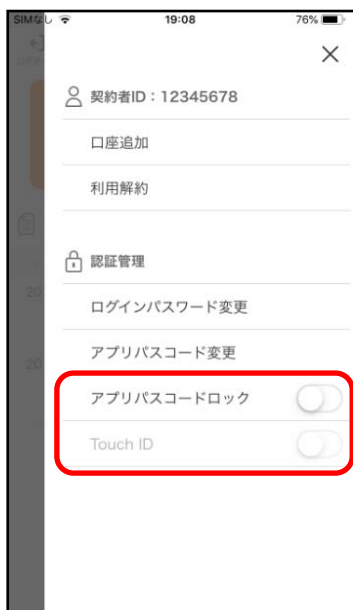 SIMなし 19:08 76%
契約者ID：12345678
口座追加
利用解約
認証管理
20
ログインパスワード変更
アプリパスコード変更
20
アプリパスコードロック
Touch ID